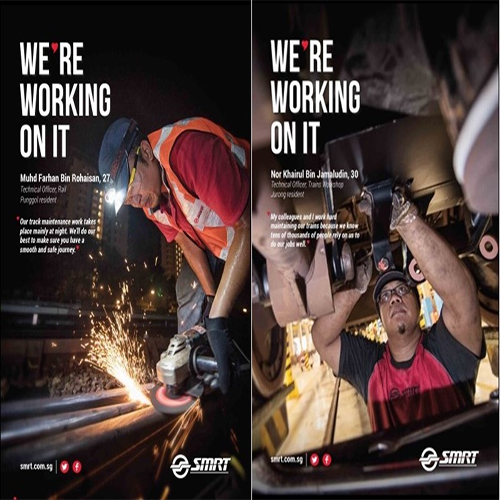 WE'RE
WORKING
ON IT
Muhd Farhan Bin Rohaisan, 27
Technical Officer, Rail
Punggol resident
"Our track maintenance work takes
place mainly at night. We'll do our
best to make sure you have a
smooth and safe journey."
smrt.com.sg
SMRT
WE'RE
WORKING
ON IT
Nor Khairul Bin Jamaludin, 30
Technical Officer, Trains Workshop
Jurong resident
"My colleagues and I work hard
maintaining our trains because we know
tens of thousands of people rely on us to
do our jobs well."
SMRT
smrt.com.sg
SMRT